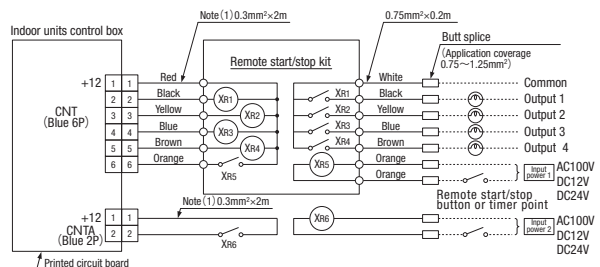 Note (1) 0.3mm²×2m
0.75mm²×0.2m
Indoor units control box
Butt splice
(Application coverage
0.75～1.25mm²)
Remote start/stop kit
+12 1 1 Red White Common
CNT
(Blue 6P)
2 2 Black XR1 XR1 Black Output 1
3 3 Yellow XR2 XR2 Yellow Output 2
4 4 Blue XR3 XR3 Blue Output 3
5 5 Brown XR4 XR4 Brown Output 4
6 6 Orange XR5 XR5 Orange
Orange
Input
power 1
AC100V
DC12V
DC24V
Remote start/stop
button or timer point
Note (1) 0.3mm²×2m
+12 1 1
CNTA
(Blue 2P)
2 2
XR6
XR6
Input
power 2
AC100V
DC12V
DC24V
Printed circuit board